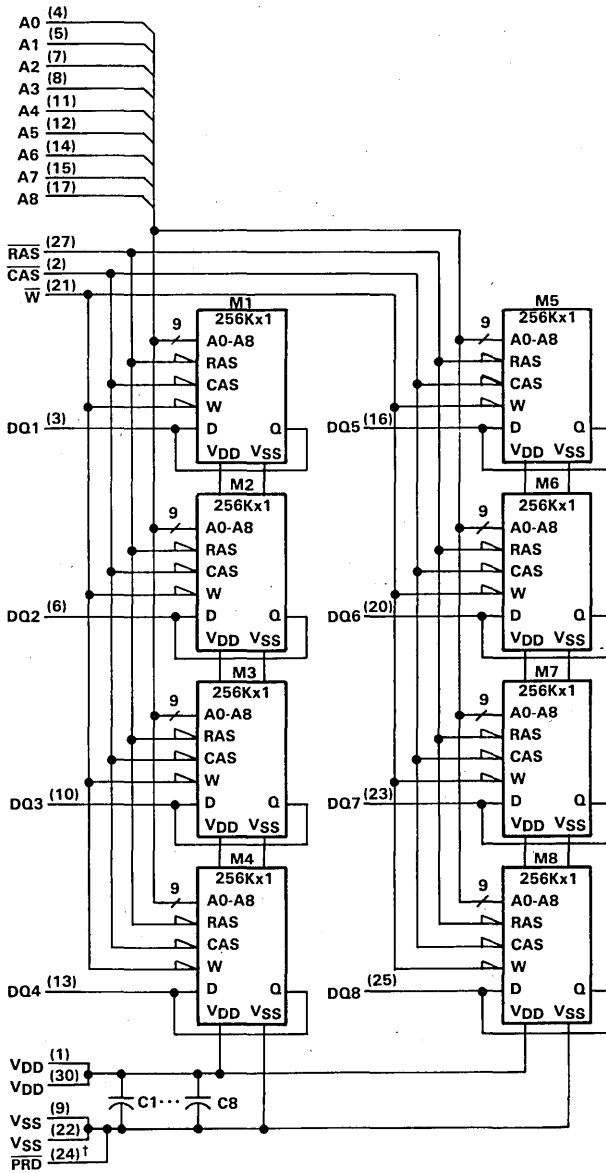 A0 (4)
A1 (5)
A2 (7)
A3 (8)
A4 (11)
A5 (12)
A6 (14)
A7 (15)
A8 (17)
RAS (27)
CAS (2)
W (21)
M1
256Kx1
9
A0-A8
RAS
CAS
W
DQ1 (3)
D Q
VDD VSS
M2
256Kx1
9
A0-A8
RAS
CAS
W
DQ2 (6)
D Q
VDD VSS
M3
256Kx1
9
A0-A8
RAS
CAS
W
DQ3 (10)
D Q
VDD VSS
M4
256Kx1
9
A0-A8
RAS
CAS
W
DQ4 (13)
D Q
VDD VSS
M5
256Kx1
9
A0-A8
RAS
CAS
W
DQ5 (16)
D Q
VDD VSS
M6
256Kx1
9
A0-A8
RAS
CAS
W
DQ6 (20)
D Q
VDD VSS
M7
256Kx1
9
A0-A8
RAS
CAS
W
DQ7 (23)
D Q
VDD VSS
M8
256Kx1
9
A0-A8
RAS
CAS
W
DQ8 (25)
D Q
VDD VSS
VDD (1)
VDD (30)
C1 ··· C8
VSS (9)
VSS (22)
PRD (24)†